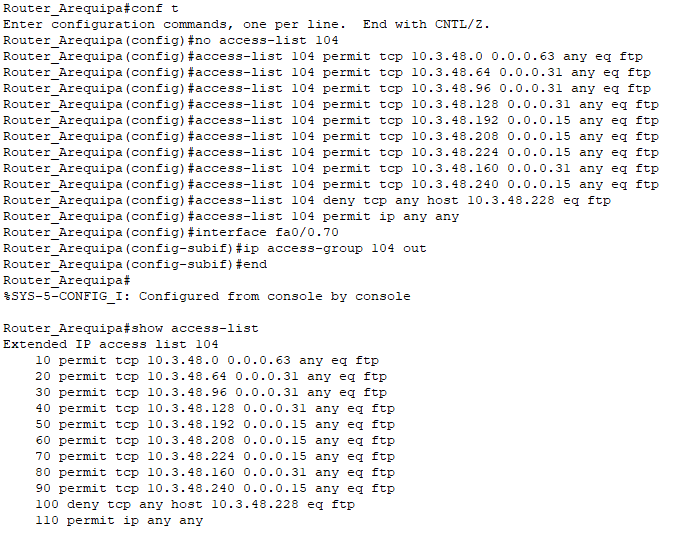 Router_Arequipa#conf t
Enter configuration commands, one per line.  End with CNTL/Z.
Router_Arequipa(config)#no access-list 104
Router_Arequipa(config)#access-list 104 permit tcp 10.3.48.0 0.0.0.63 any eq ftp
Router_Arequipa(config)#access-list 104 permit tcp 10.3.48.64 0.0.0.31 any eq ftp
Router_Arequipa(config)#access-list 104 permit tcp 10.3.48.96 0.0.0.31 any eq ftp
Router_Arequipa(config)#access-list 104 permit tcp 10.3.48.128 0.0.0.31 any eq ftp
Router_Arequipa(config)#access-list 104 permit tcp 10.3.48.192 0.0.0.15 any eq ftp
Router_Arequipa(config)#access-list 104 permit tcp 10.3.48.208 0.0.0.15 any eq ftp
Router_Arequipa(config)#access-list 104 permit tcp 10.3.48.224 0.0.0.15 any eq ftp
Router_Arequipa(config)#access-list 104 permit tcp 10.3.48.160 0.0.0.31 any eq ftp
Router_Arequipa(config)#access-list 104 permit tcp 10.3.48.240 0.0.0.15 any eq ftp
Router_Arequipa(config)#access-list 104 deny tcp any host 10.3.48.228 eq ftp
Router_Arequipa(config)#access-list 104 permit ip any any
Router_Arequipa(config)#interface fa0/0.70
Router_Arequipa(config-subif)#ip access-group 104 out
Router_Arequipa(config-subif)#end
Router_Arequipa#
%SYS-5-CONFIG_I: Configured from console by console

Router_Arequipa#show access-list
Extended IP access list 104
    10 permit tcp 10.3.48.0 0.0.0.63 any eq ftp
    20 permit tcp 10.3.48.64 0.0.0.31 any eq ftp
    30 permit tcp 10.3.48.96 0.0.0.31 any eq ftp
    40 permit tcp 10.3.48.128 0.0.0.31 any eq ftp
    50 permit tcp 10.3.48.192 0.0.0.15 any eq ftp
    60 permit tcp 10.3.48.208 0.0.0.15 any eq ftp
    70 permit tcp 10.3.48.224 0.0.0.15 any eq ftp
    80 permit tcp 10.3.48.160 0.0.0.31 any eq ftp
    90 permit tcp 10.3.48.240 0.0.0.15 any eq ftp
    100 deny tcp any host 10.3.48.228 eq ftp
    110 permit ip any any